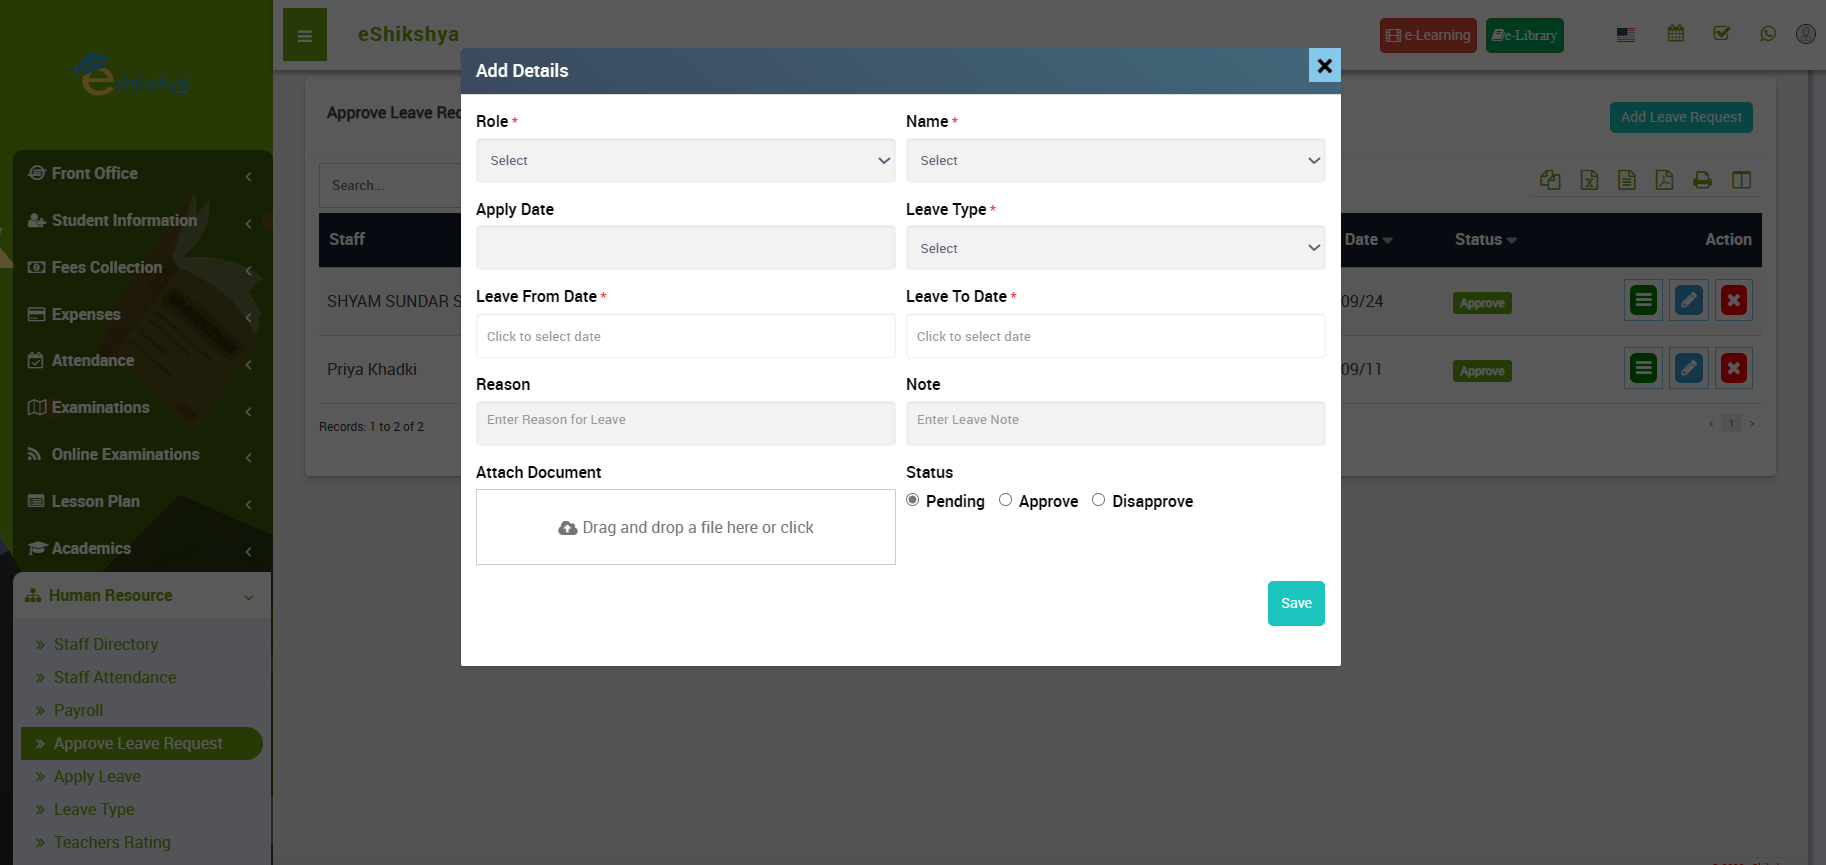 eshikshya
eShikshya
e-Learning
e-Library
Front Office
Student Information
Fees Collection
Expenses
Attendance
Examinations
Online Examinations
Lesson Plan
Academics
Human Resource
Staff Directory
Staff Attendance
Payroll
Approve Leave Request
Apply Leave
Leave Type
Teachers Rating
Approve Leave Rec
Add Leave Request
Search...
Staff
Date
Status
Action
SHYAM SUNDAR S
09/24
Approve
Priya Khadki
09/11
Approve
Records: 1 to 2 of 2
1
Add Details
Role *
Name *
Select
Select
Apply Date
Leave Type *
Select
Leave From Date *
Leave To Date *
Click to select date
Click to select date
Reason
Note
Enter Reason for Leave
Enter Leave Note
Attach Document
Status
Pending
Approve
Disapprove
Drag and drop a file here or click
Save